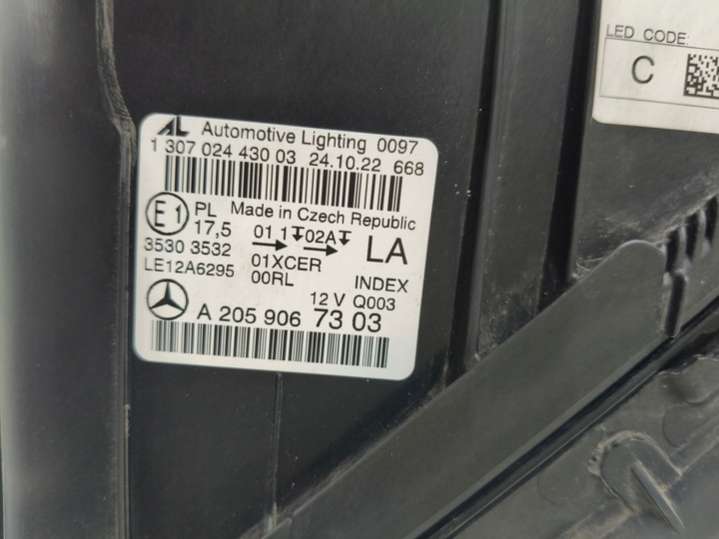 LED CODE:
C
AL Automotive Lighting 0097
1 307 024 430 03 24.10.22 668
E1 PL Made in Czech Republic
17,5 01 1 02A LA
3530 3532 01XCER
LE12A6295 00RL INDEX
12 V Q003
A 205 906 73 03